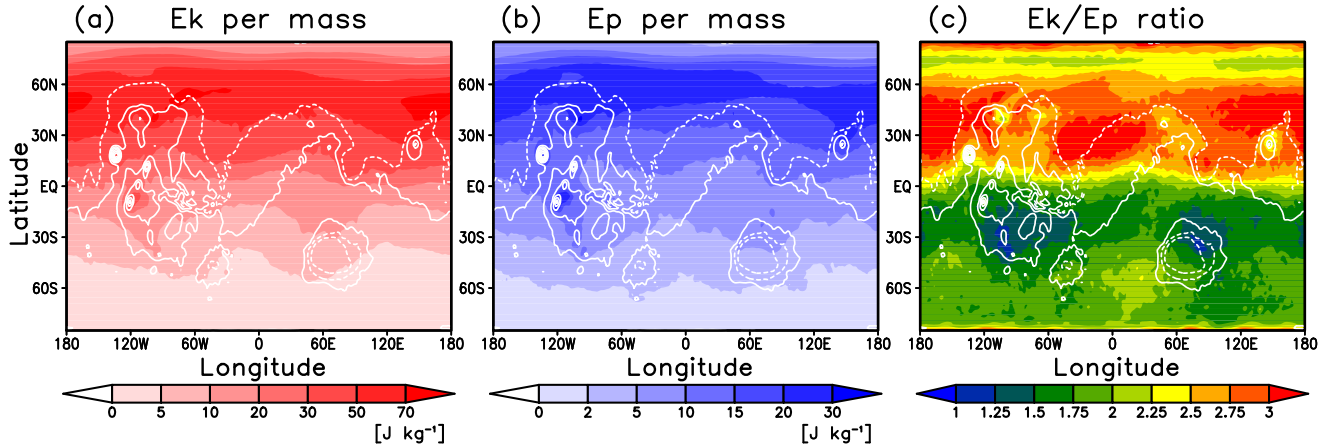 (a) Ek per mass
(b) Ep per mass
(c) Ek/Ep ratio
Latitude
60N
30N
EQ
30S
60S
180 120W 60W 0 60E 120E 180
180 120W 60W 0 60E 120E 180
180 120W 60W 0 60E 120E 180
Longitude
Longitude
Longitude
0 5 10 20 30 50 70
[J kg⁻¹]
0 2 5 10 15 20 30
[J kg⁻¹]
1 1.25 1.5 1.75 2 2.25 2.5 2.75 3
60N
30N
EQ
30S
60S
60N
30N
EQ
30S
60S